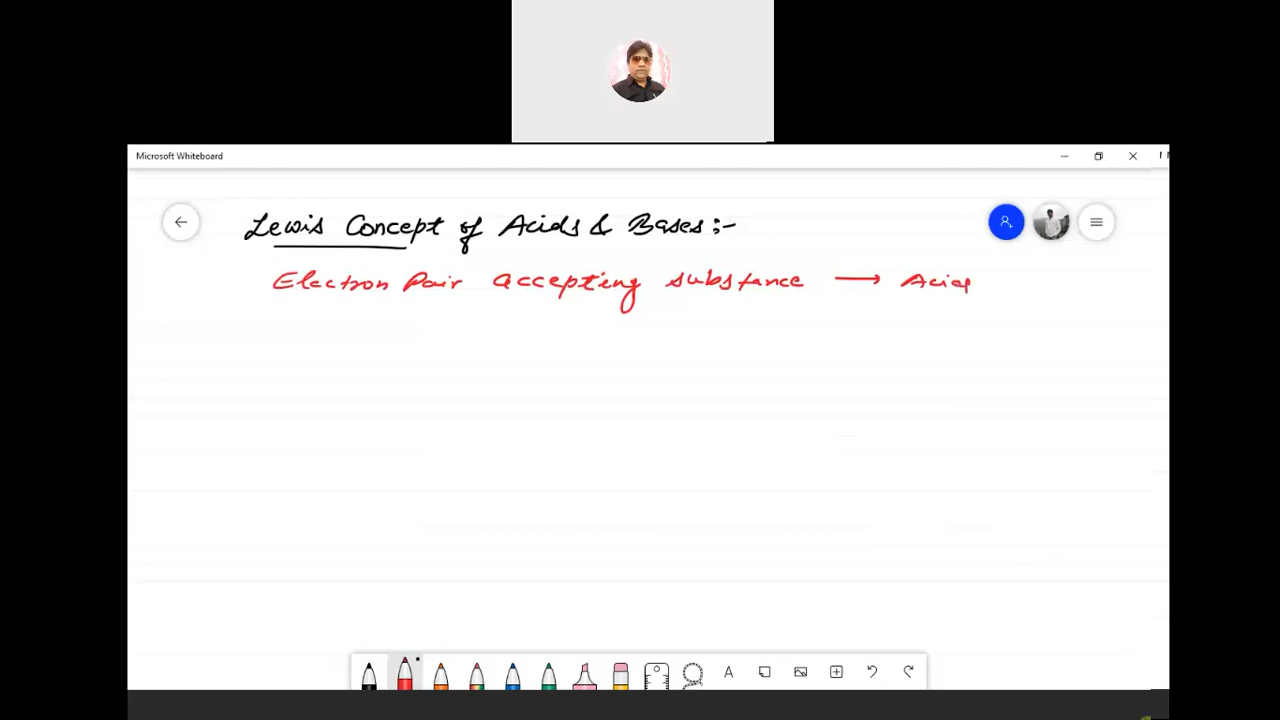 Microsoft Whiteboard
Lewis Concept of Acids & Bases :-
Electron Pair accepting substance → Acid
A